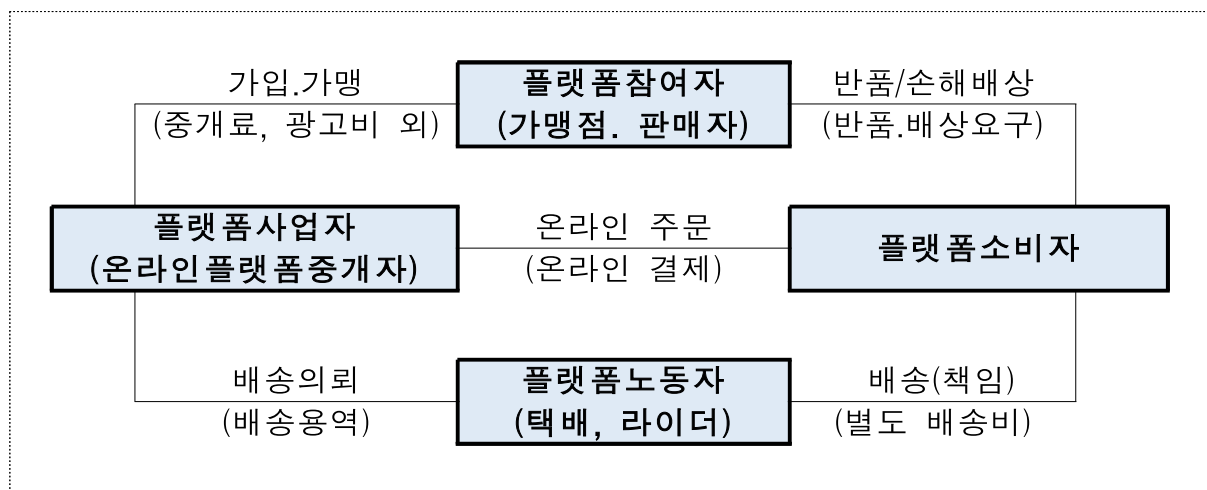 가입.가맹
(중개료, 광고비 외)
플랫폼참여자
(가맹점. 판매자)
반품/손해배상
(반품.배상요구)
플랫폼사업자
(온라인플랫폼중개자)
온라인 주문
(온라인 결제)
플랫폼소비자
배송의뢰
(배송용역)
플랫폼노동자
(택배, 라이더)
배송(책임)
(별도 배송비)